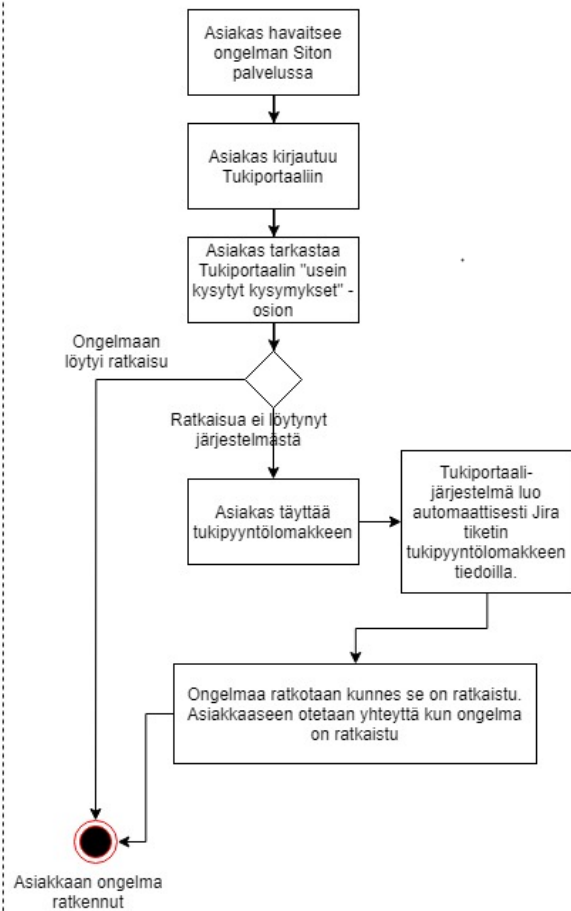 Asiakas havaitsee
ongelman Siton
palvelussa
Asiakas kirjautuu
Tukiportaaliin
Asiakas tarkastaa
Tukiportaalin "usein
kysytyt kysymykset" -
osion
Ongelmaan
löytyi ratkaisu
Ratkaisua ei löytynyt
järjestelmästä
Asiakas täyttää
tukipyyntölomakkeen
Tukiportaali-
järjestelmä luo
automaattisesti Jira
tiketin
tukipyyntölomakkeen
tiedoilla.
Ongelmaa ratkotaan kunnes se on ratkaistu.
Asiakkaaseen otetaan yhteyttä kun ongelma
on ratkaistu
Asiakkaan ongelma
ratkennut